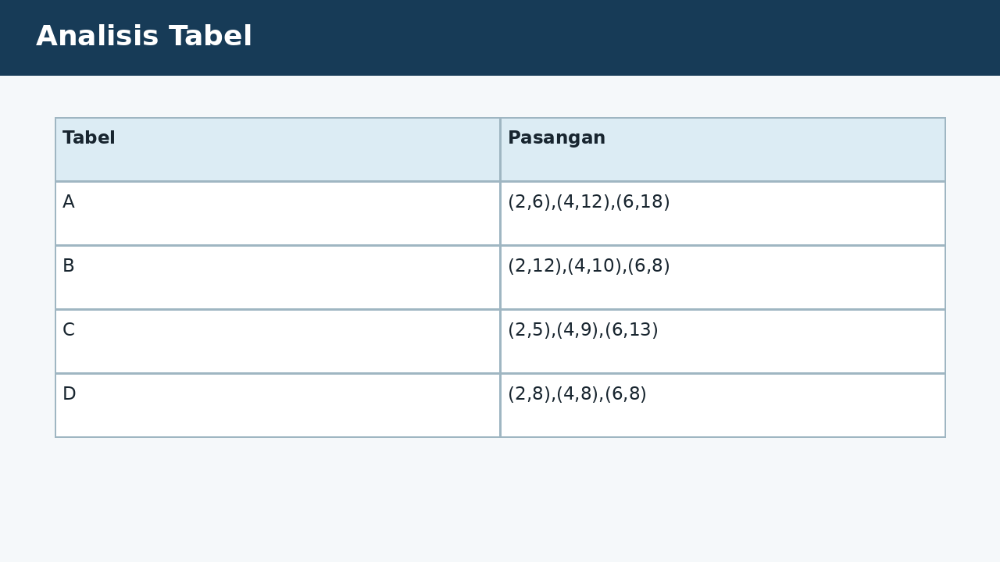 Analisis Tabel
Tabel Pasangan
A (2,6),(4,12),(6,18)
B (2,12),(4,10),(6,8)
C (2,5),(4,9),(6,13)
D (2,8),(4,8),(6,8)